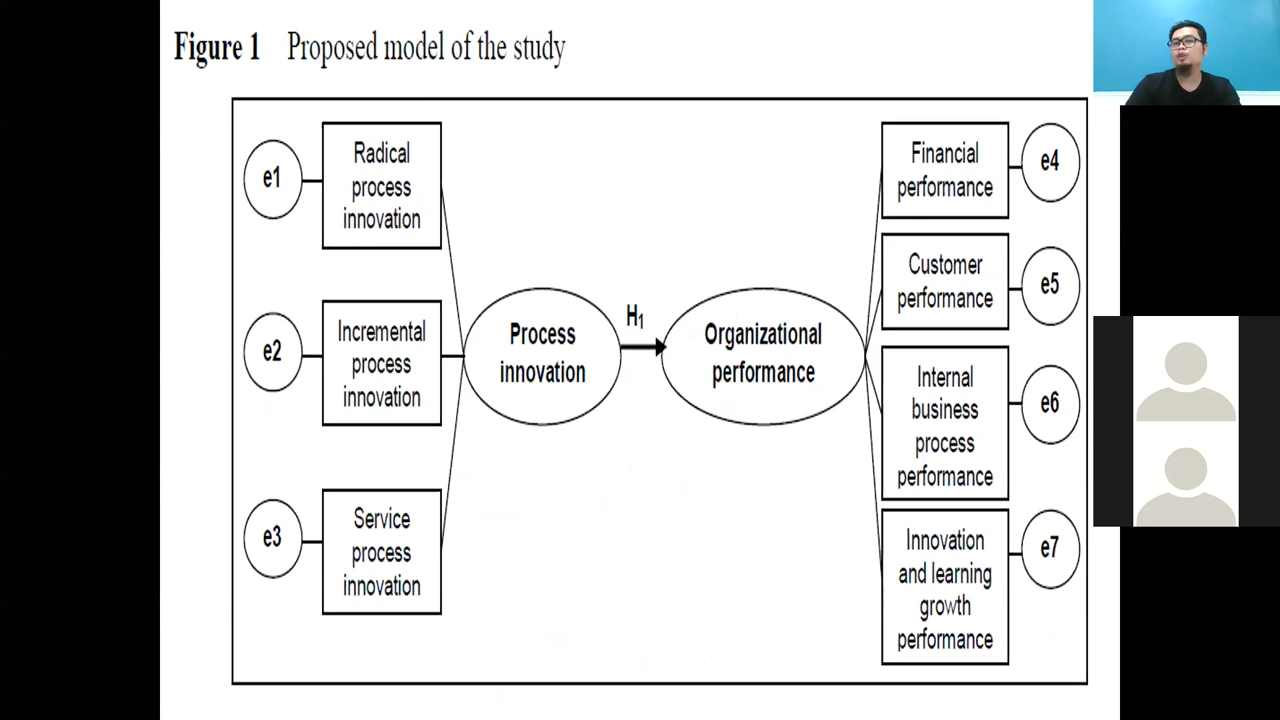 Figure 1 Proposed model of the study
e1
Radical
process
innovation
e2
Incremental
process
innovation
e3
Service
process
innovation
Process
innovation
H1
Organizational
performance
Financial
performance
e4
Customer
performance
e5
Internal
business
process
performance
e6
Innovation
and learning
growth
performance
e7